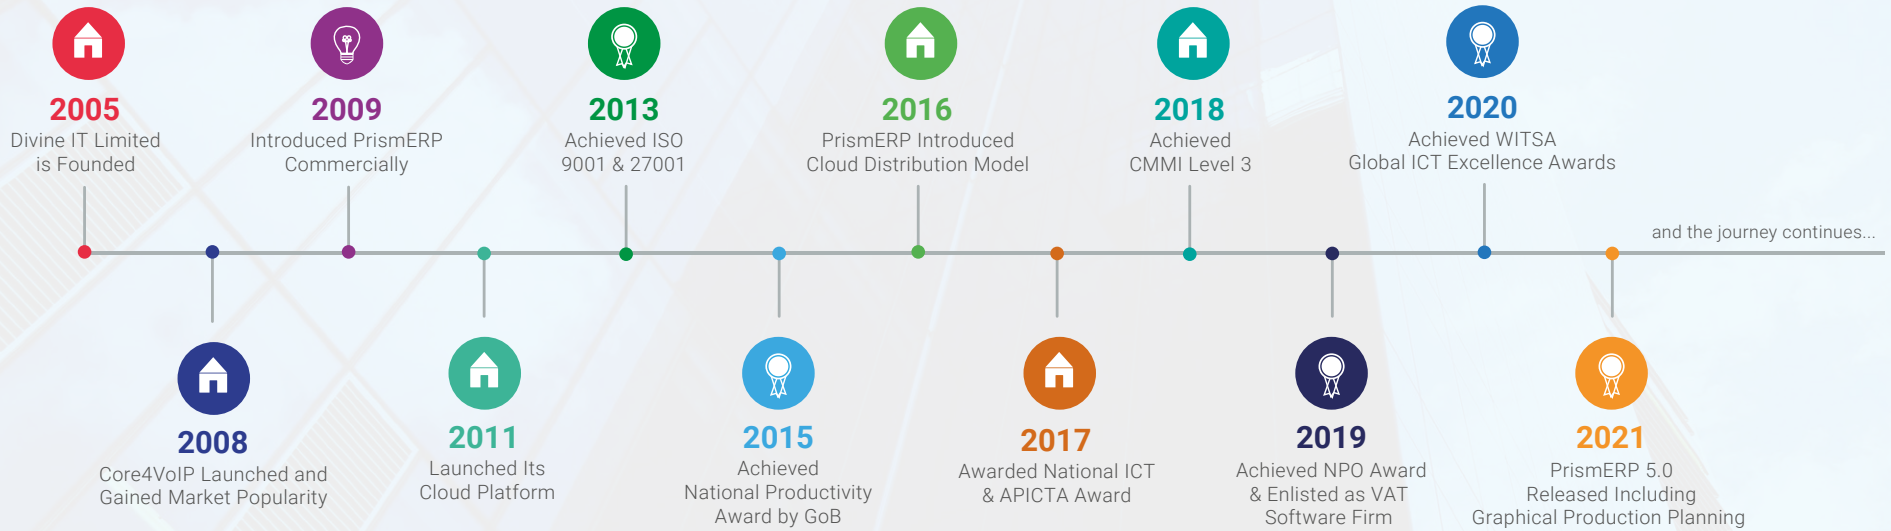 2005
Divine IT Limited
is Founded
2008
Core4VoIP Launched and
Gained Market Popularity
2009
Introduced PrismERP
Commercially
2011
Launched Its
Cloud Platform
2013
Achieved ISO
9001 & 27001
2015
Achieved
National Productivity
Award by GoB
2016
PrismERP Introduced
Cloud Distribution Model
2017
Awarded National ICT
& APICTA Award
2018
Achieved
CMMI Level 3
2019
Achieved NPO Award
& Enlisted as VAT
Software Firm
2020
Achieved WITSA
Global ICT Excellence Awards
2021
PrismERP 5.0
Released Including
Graphical Production Planning
and the journey continues...